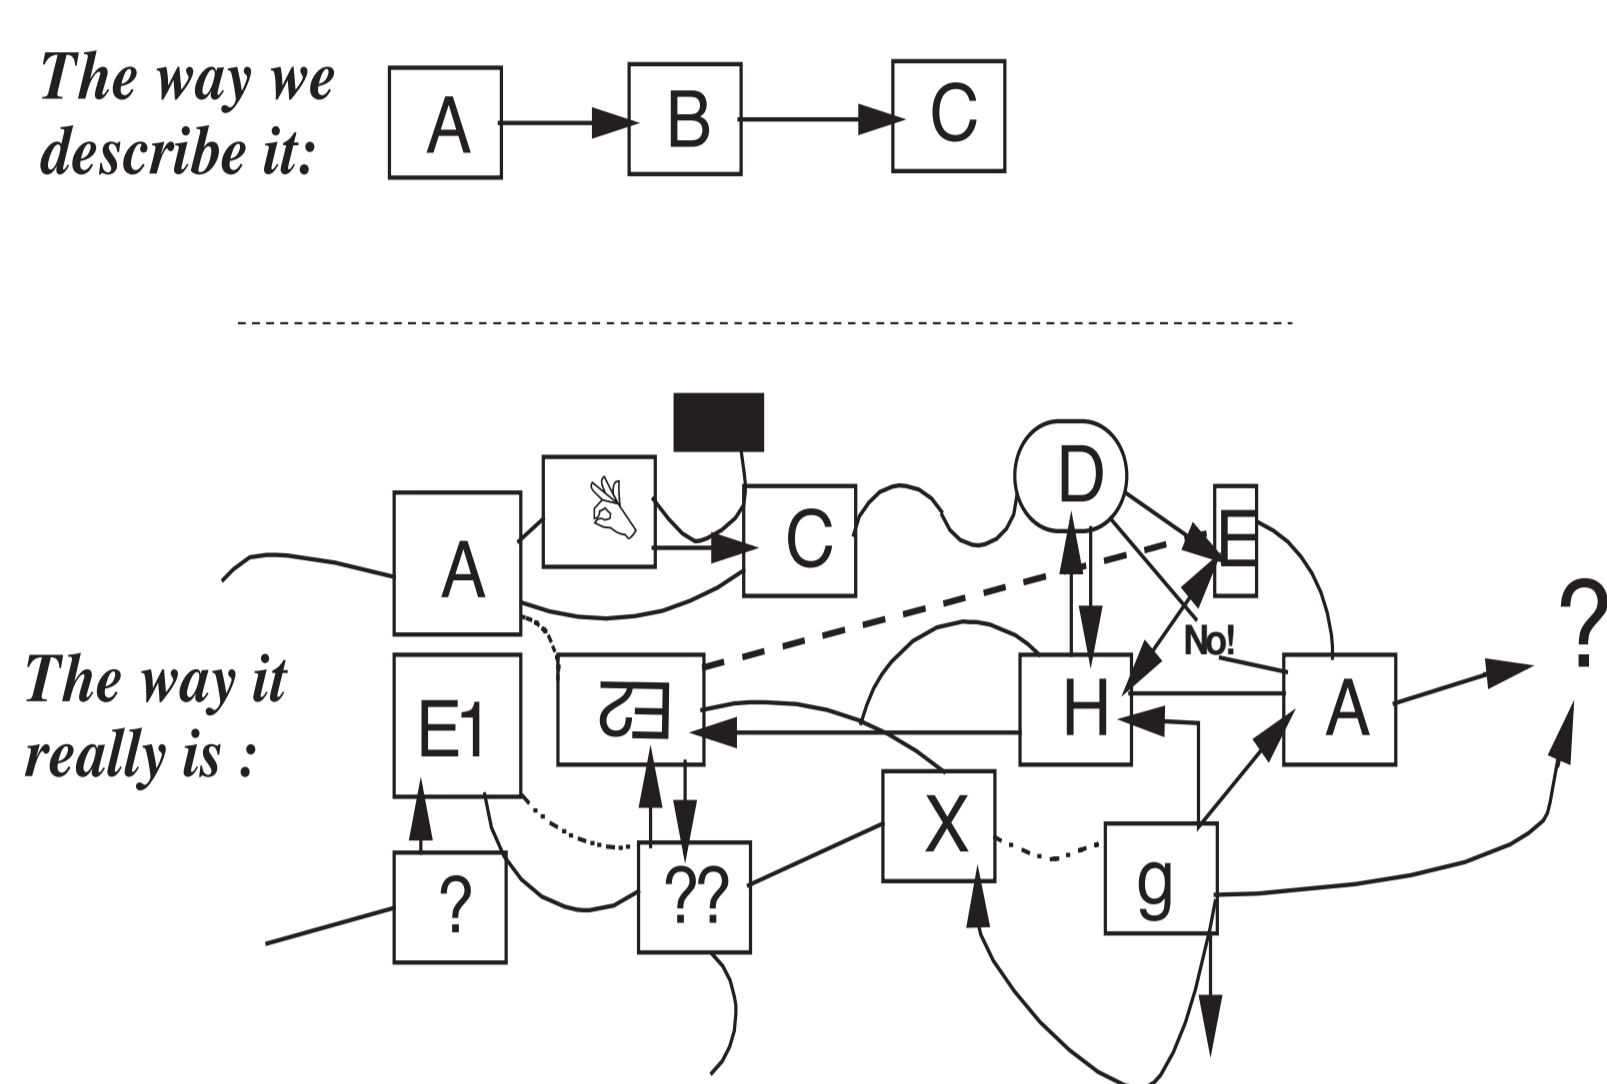 The way we
describe it:
A
B
C
D
E
A
C
No!
?
The way it
really is :
E1
E2
H
A
?
??
X
g